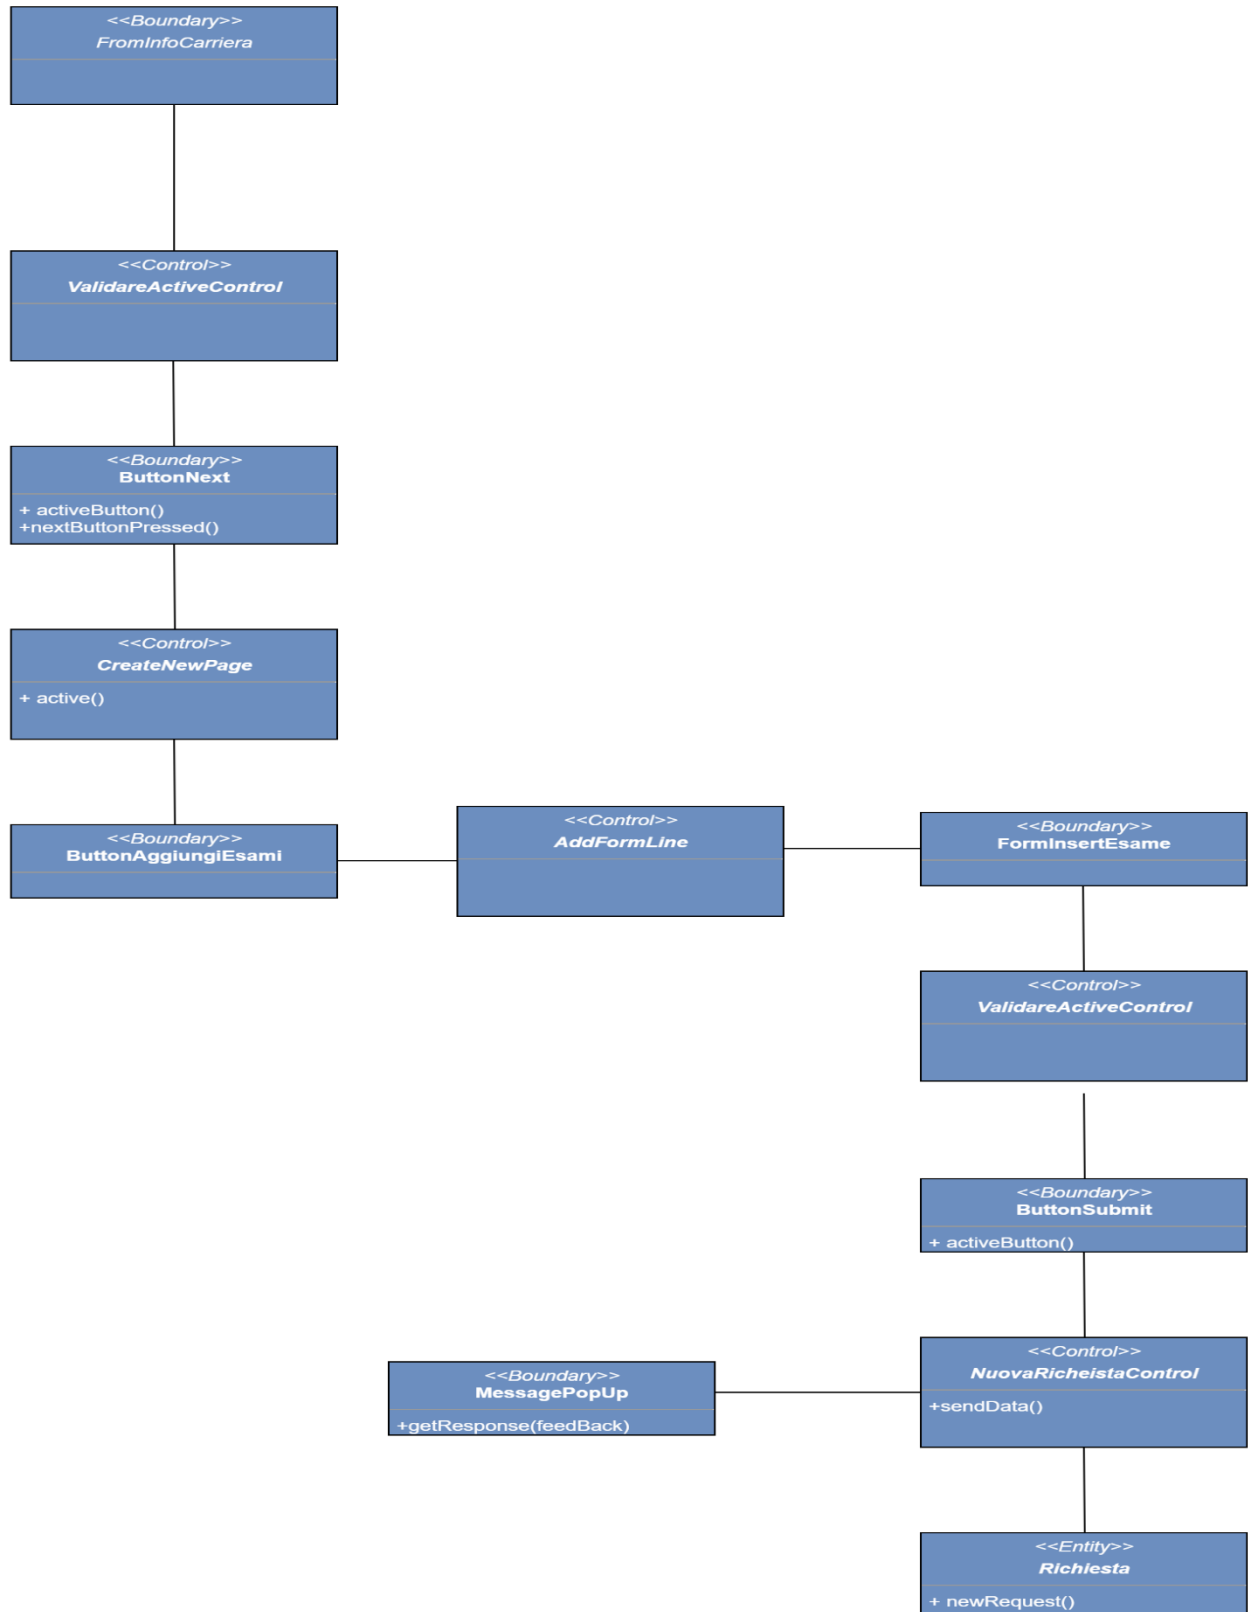 <<Boundary>>
FromInfoCarriera
<<Control>>
ValidareActiveControl
<<Boundary>>
ButtonNext
+ activeButton()
+nextButtonPressed()
<<Control>>
CreateNewPage
+ active()
<<Boundary>>
ButtonAggiungiEsami
<<Control>>
AddFormLine
<<Boundary>>
FormInsertEsame
<<Control>>
ValidareActiveControl
<<Boundary>>
ButtonSubmit
+ activeButton()
<<Control>>
NuovaRicheistaControl
+sendData()
<<Boundary>>
MessagePopUp
+getResponse(feedBack)
<<Entity>>
Richiesta
+ newRequest()